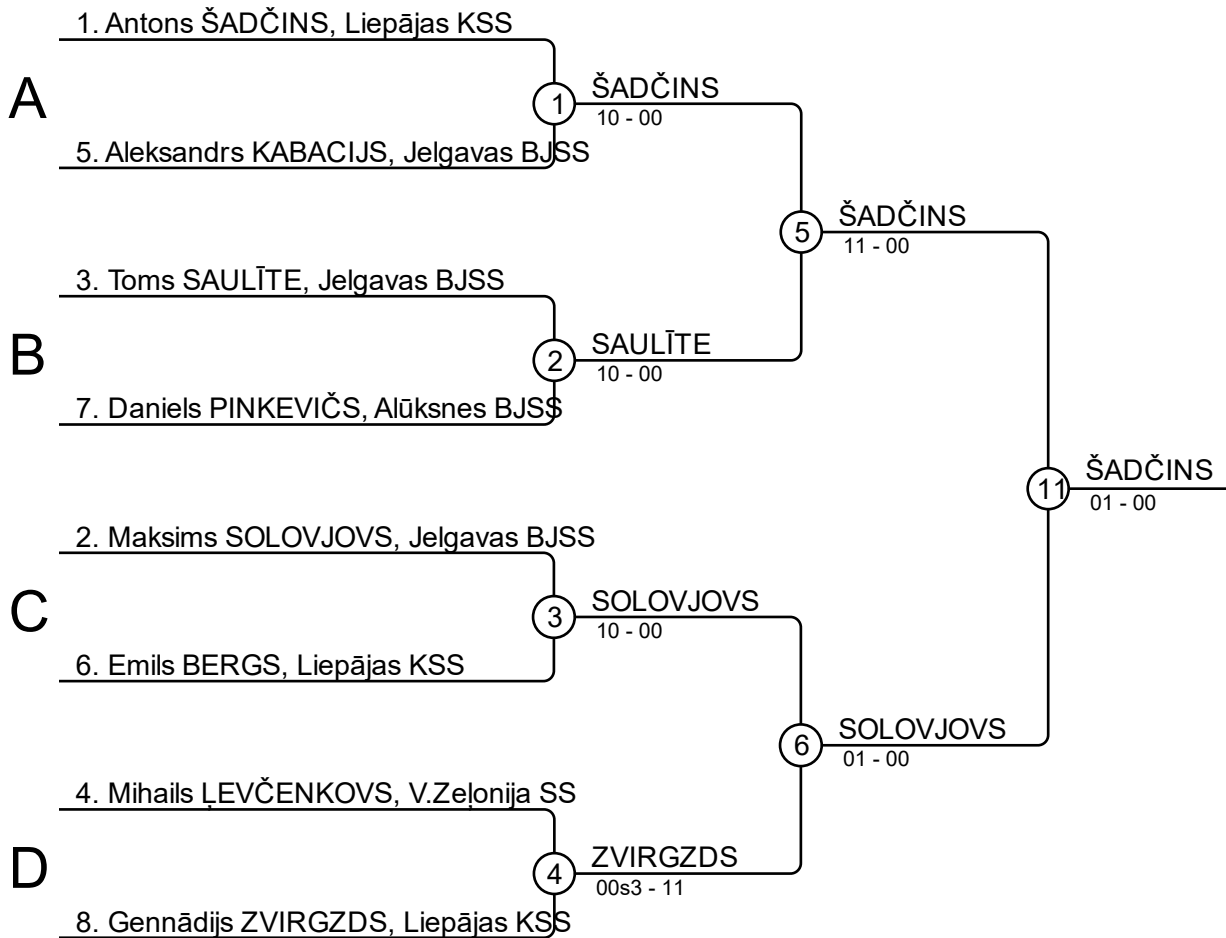 1. Antons ŠADČINS, Liepājas KSS
A
1
ŠADČINS
10 - 00
5. Aleksandrs KABACIJS, Jelgavas BJSS
5
ŠADČINS
11 - 00
3. Toms SAULĪTE, Jelgavas BJSS
B
2
SAULĪTE
10 - 00
7. Daniels PINKEVIČS, Alūksnes BJSS
11
ŠADČINS
01 - 00
2. Maksims SOLOVJOVS, Jelgavas BJSS
C
3
SOLOVJOVS
10 - 00
6. Emils BERGS, Liepājas KSS
6
SOLOVJOVS
01 - 00
4. Mihails ĻEVČENKOVS, V.Zeļonija SS
D
4
ZVIRGZDS
00s3 - 11
8. Gennādijs ZVIRGZDS, Liepājas KSS